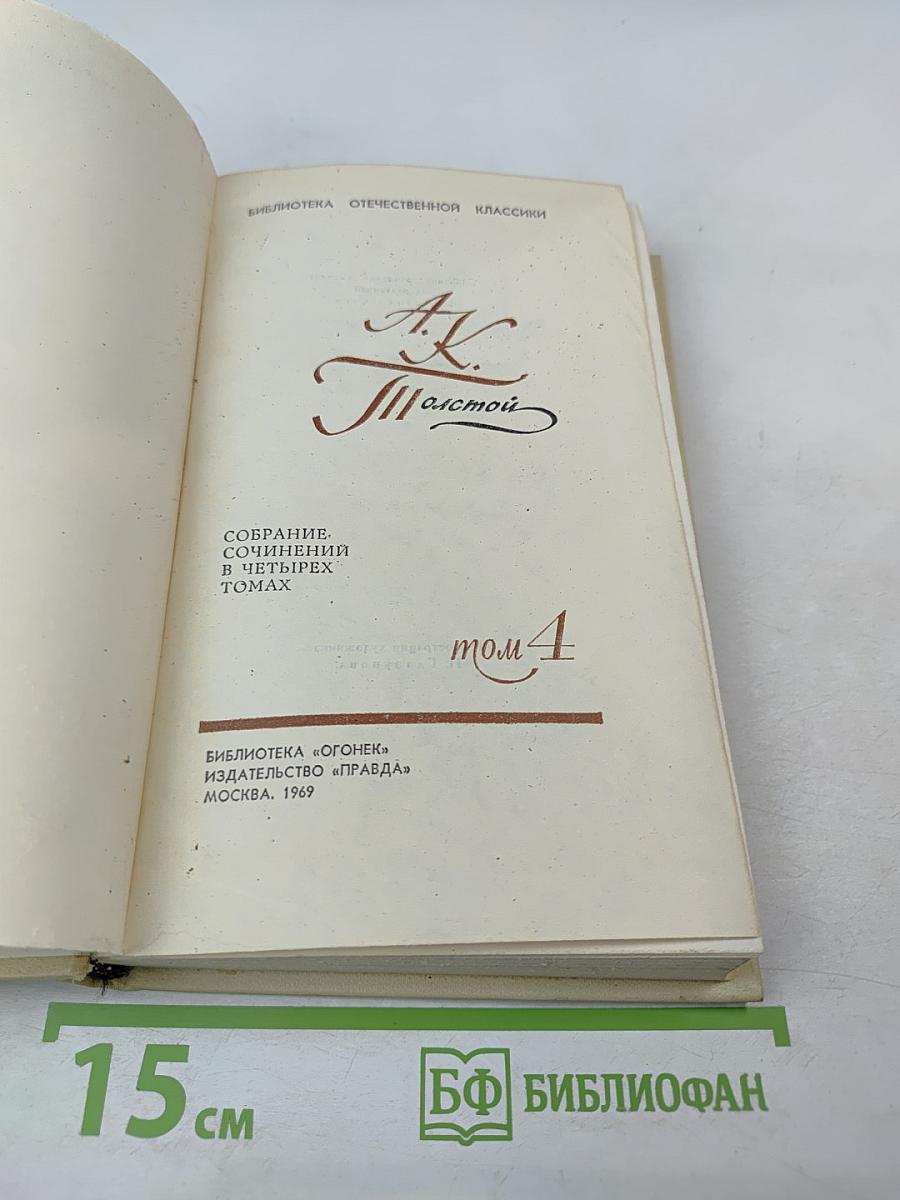 БИБЛИОТЕКА ОТЕЧЕСТВЕННОЙ КЛАССИКИ
А. К.
Толстой
СОБРАНИЕ
СОЧИНЕНИЙ
В ЧЕТЫРЕХ
ТОМАХ
том 4
БИБЛИОТЕКА «ОГОНЕК»
ИЗДАТЕЛЬСТВО «ПРАВДА»
МОСКВА. 1969
15 см
БФ БИБЛИОФАН